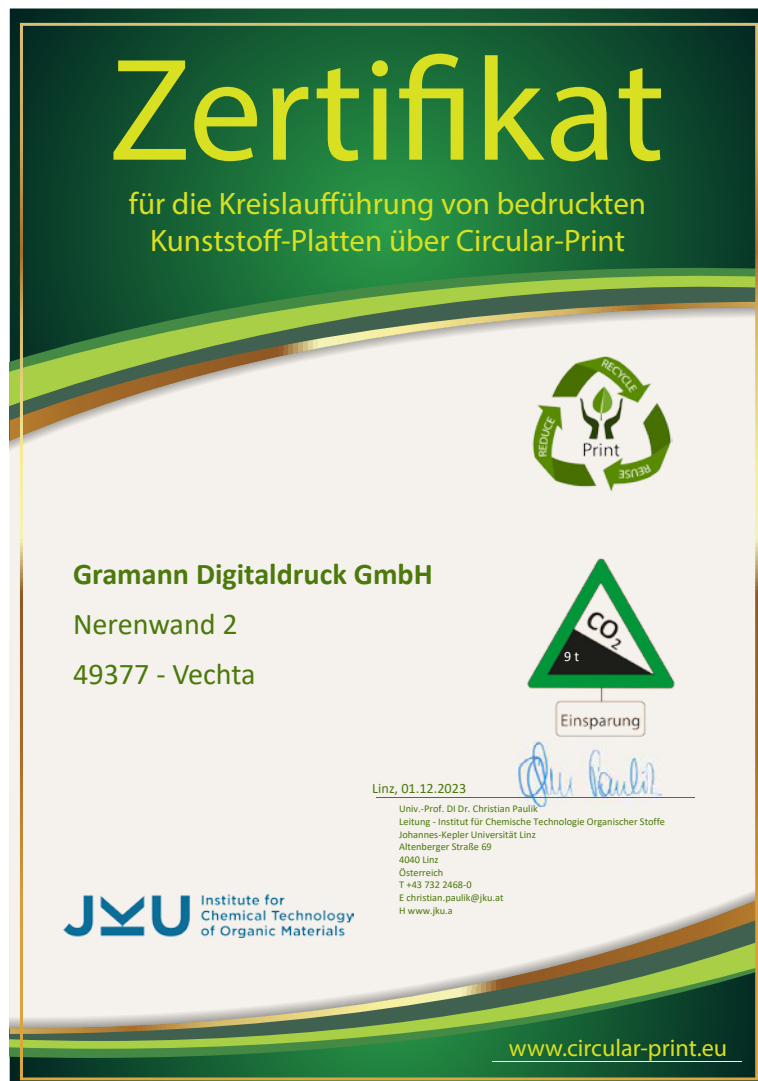 Zertifikat
für die Kreislaufführung von bedruckten
Kunststoff-Platten über Circular-Print
RECYCLE
REDUCE
Print
REUSE
Gramann Digitaldruck GmbH
Nerenwand 2
49377 - Vechta
CO2
9 t
Einsparung
Linz, 01.12.2023
Univ.-Prof. DI Dr. Christian Paulik
Leitung - Institut für Chemische Technologie Organischer Stoffe
Johannes-Kepler Universität Linz
Altenberger Straße 69
4040 Linz
Österreich
T +43 732 2468-0
E christian.paulik@jku.at
H www.jku.a
JKU
Institute for
Chemical Technology
of Organic Materials
www.circular-print.eu